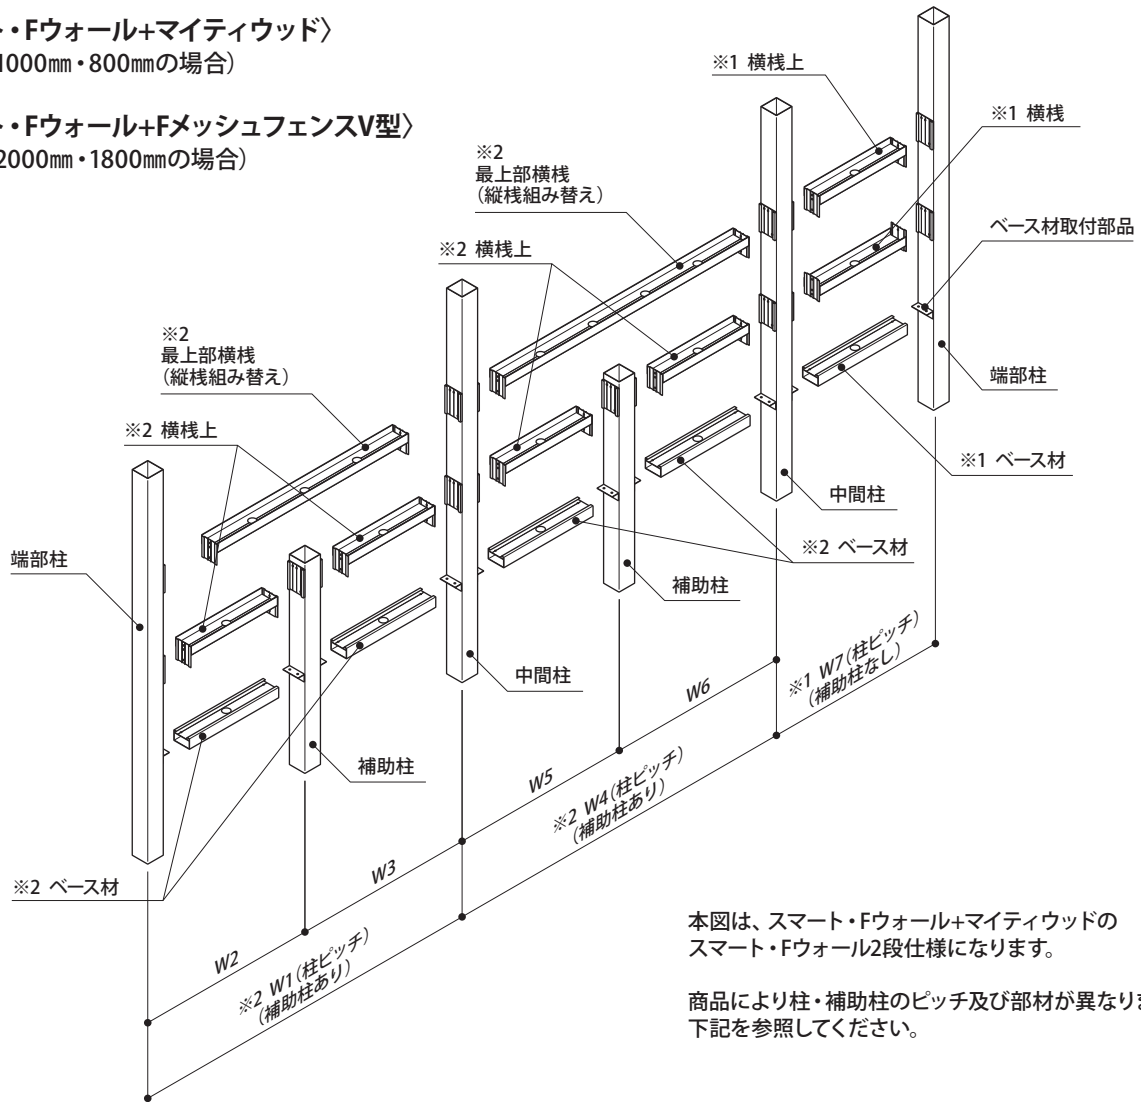 ・Fウォール+マイティウッド〉
1000㎜・800㎜の場合）
・Fウォール+FメッシュフェンスV型〉
2000㎜・1800㎜の場合）
※1 横桟上
※1 横桟
※2
最上部横桟
（縦桟組み替え）
ベース材取付部品
※2 横桟上
※2
最上部横桟
（縦桟組み替え）
端部柱
※2 横桟上
※1 ベース材
中間柱
端部柱
※2 ベース材
補助柱
中間柱
※1 W7（柱ピッチ）
（補助柱なし）
W6
補助柱
W5
※2 W4（柱ピッチ）
（補助柱あり）
※2 ベース材
W3
W2
※2 W1（柱ピッチ）
（補助柱あり）
本図は、スマート・Fウォール+マイティウッドの
スマート・Fウォール2段仕様になります。
商品により柱・補助柱のピッチ及び部材が異なりま
下記を参照してください。